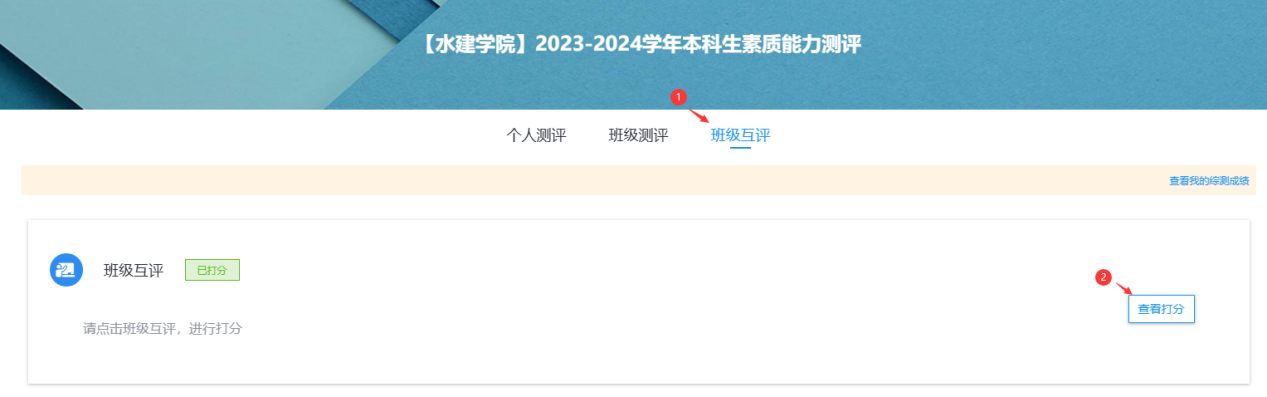 【水建学院】2023-2024学年本科生素质能力测评
1
个人测评 班级测评 班级互评
查看我的综测成绩
班级互评 已打分
2
查看打分
请点击班级互评，进行打分